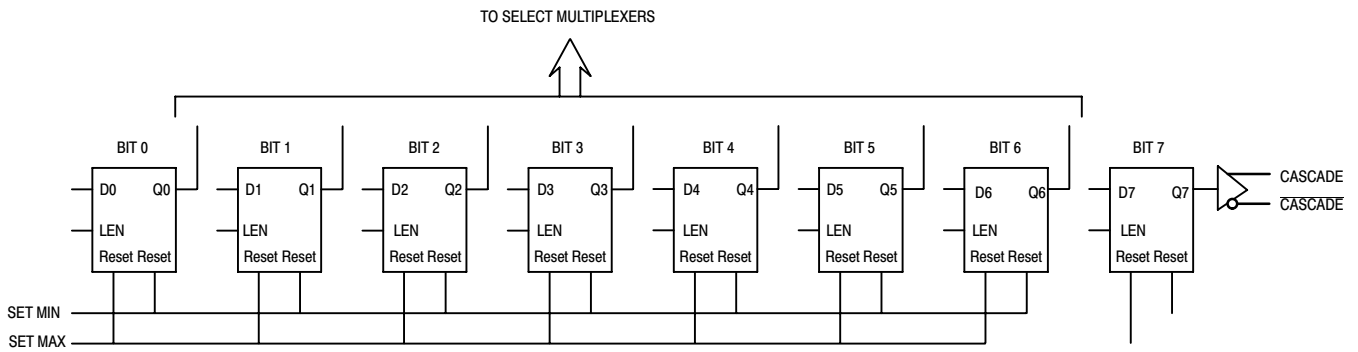 TO SELECT MULTIPLEXERS
BIT 0 BIT 1 BIT 2 BIT 3 BIT 4 BIT 5 BIT 6 BIT 7
D0 Q0 D1 Q1 D2 Q2 D3 Q3 D4 Q4 D5 Q5 D6 Q6 D7 Q7
CASCADE
CASCADE
LEN LEN LEN LEN LEN LEN LEN LEN
Reset Reset Reset Reset Reset Reset Reset Reset Reset Reset Reset Reset Reset Reset Reset Reset
SET MIN
SET MAX